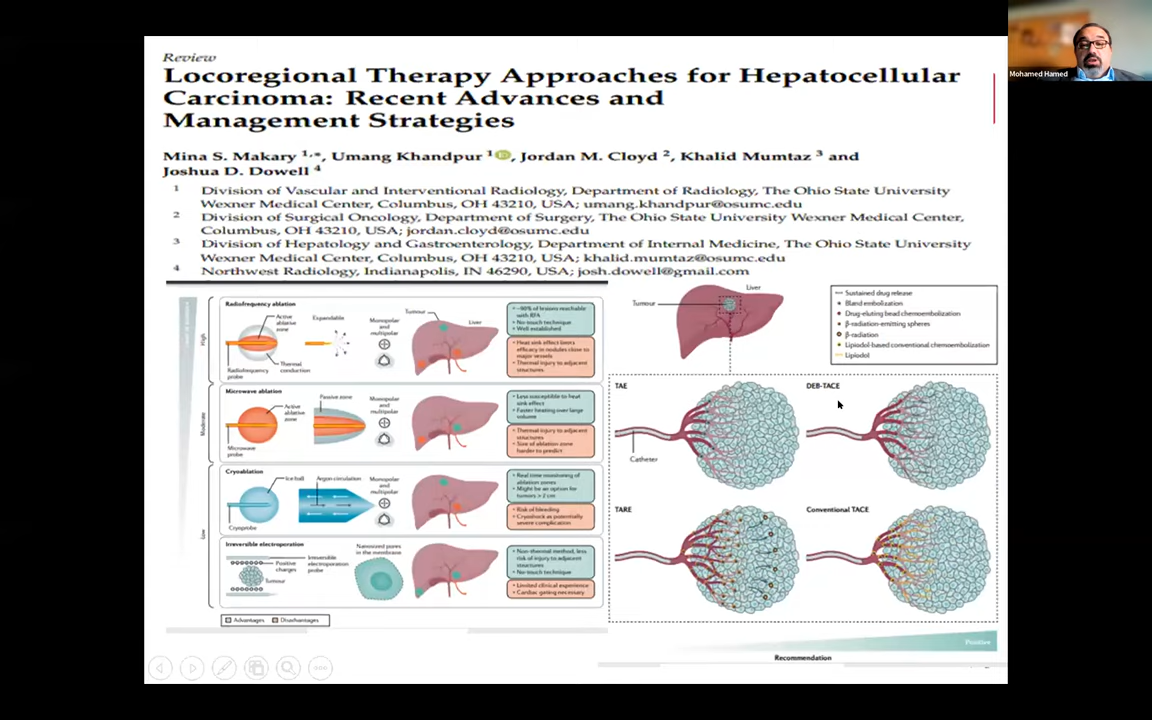 Mohamed Hamed
Review
Locoregional Therapy Approaches for Hepatocellular
Carcinoma: Recent Advances and
Management Strategies
Mina S. Makary 1,*, Umang Khandpur 1, Jordan M. Cloyd 2, Khalid Mumtaz 3 and
Joshua D. Dowell 4
1 Division of Vascular and Interventional Radiology, Department of Radiology, The Ohio State University
Wexner Medical Center, Columbus, OH 43210, USA; umang.khandpur@osumc.edu
2 Division of Surgical Oncology, Department of Surgery, The Ohio State University Wexner Medical Center,
Columbus, OH 43210, USA; jordan.cloyd@osumc.edu
3 Division of Hepatology and Gastroenterology, Department of Internal Medicine, The Ohio State University
Wexner Medical Center, Columbus, OH 43210, USA; khalid.mumtaz@osumc.edu
4 Northwest Radiology, Indianapolis, IN 46290, USA; josh.dowell@gmail.com
High
Radiofrequency ablation
Active
ablative
zone
Expandable
Monopolar
and
multipolar
Tumour
Liver
Thermal
conduction
Radiofrequency
probe
• ~90% of lesions reachable
with RFA
• No touch technique
• Well established
• Heat sink effect limits
efficacy in nodules close to
major vessels
• Thermal injury to adjacent
structures
Moderate
Microwave ablation
Active
ablative
zone
Passive zone
Monopolar
and
multipolar
Microwave
probe
• Less susceptible to heat
sink effect
• Faster heating over large
volume
• Thermal injury to adjacent
structures
• Size of ablation zone
harder to predict
Low
Cryoablation
Ice ball
Argon circulation
Monopolar
and
multipolar
Cryoprobe
• Real time monitoring of
ablation zones
• Might be an option for
tumors > 2 cm
• Risk of bleeding
• Cryoshock as potentially
severe complication
Irreversible electroporation
Positive
charges
Tumour
Irreversible
electroporation
probe
Nanosized pores
in the membrane
• Non-thermal method, less
risk of injury to adjacent
structures
• No touch technique
• Limited clinical experience
• Cardiac gating necessary
Advantages
Disadvantages
Liver
Tumour
Sustained drug release
Bland embolization
Drug-eluting bead chemoembolization
β-radiation-emitting spheres
β-radiation
Lipiodol-based conventional chemoembolization
Lipiodol
TAE
DEB-TACE
Catheter
TARE
Conventional TACE
Positive
Recommendation